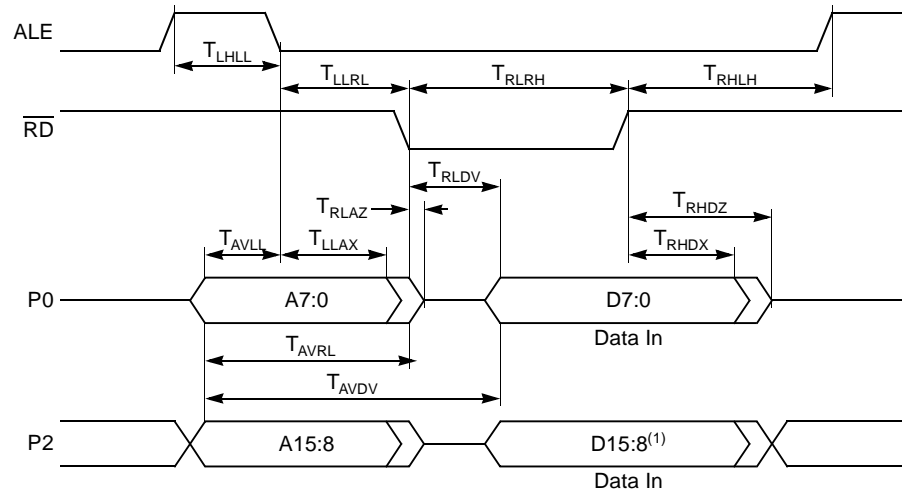 ALE
T_LHLL
T_LLRL T_RLRH T_RHLH
RD
T_RLDV
T_RLAZ T_RHDZ
T_AVLL T_LLAX T_RHDX
P0 A7:0 D7:0
Data In
T_AVRL
T_AVDV
P2 A15:8 D15:8(1)
Data In